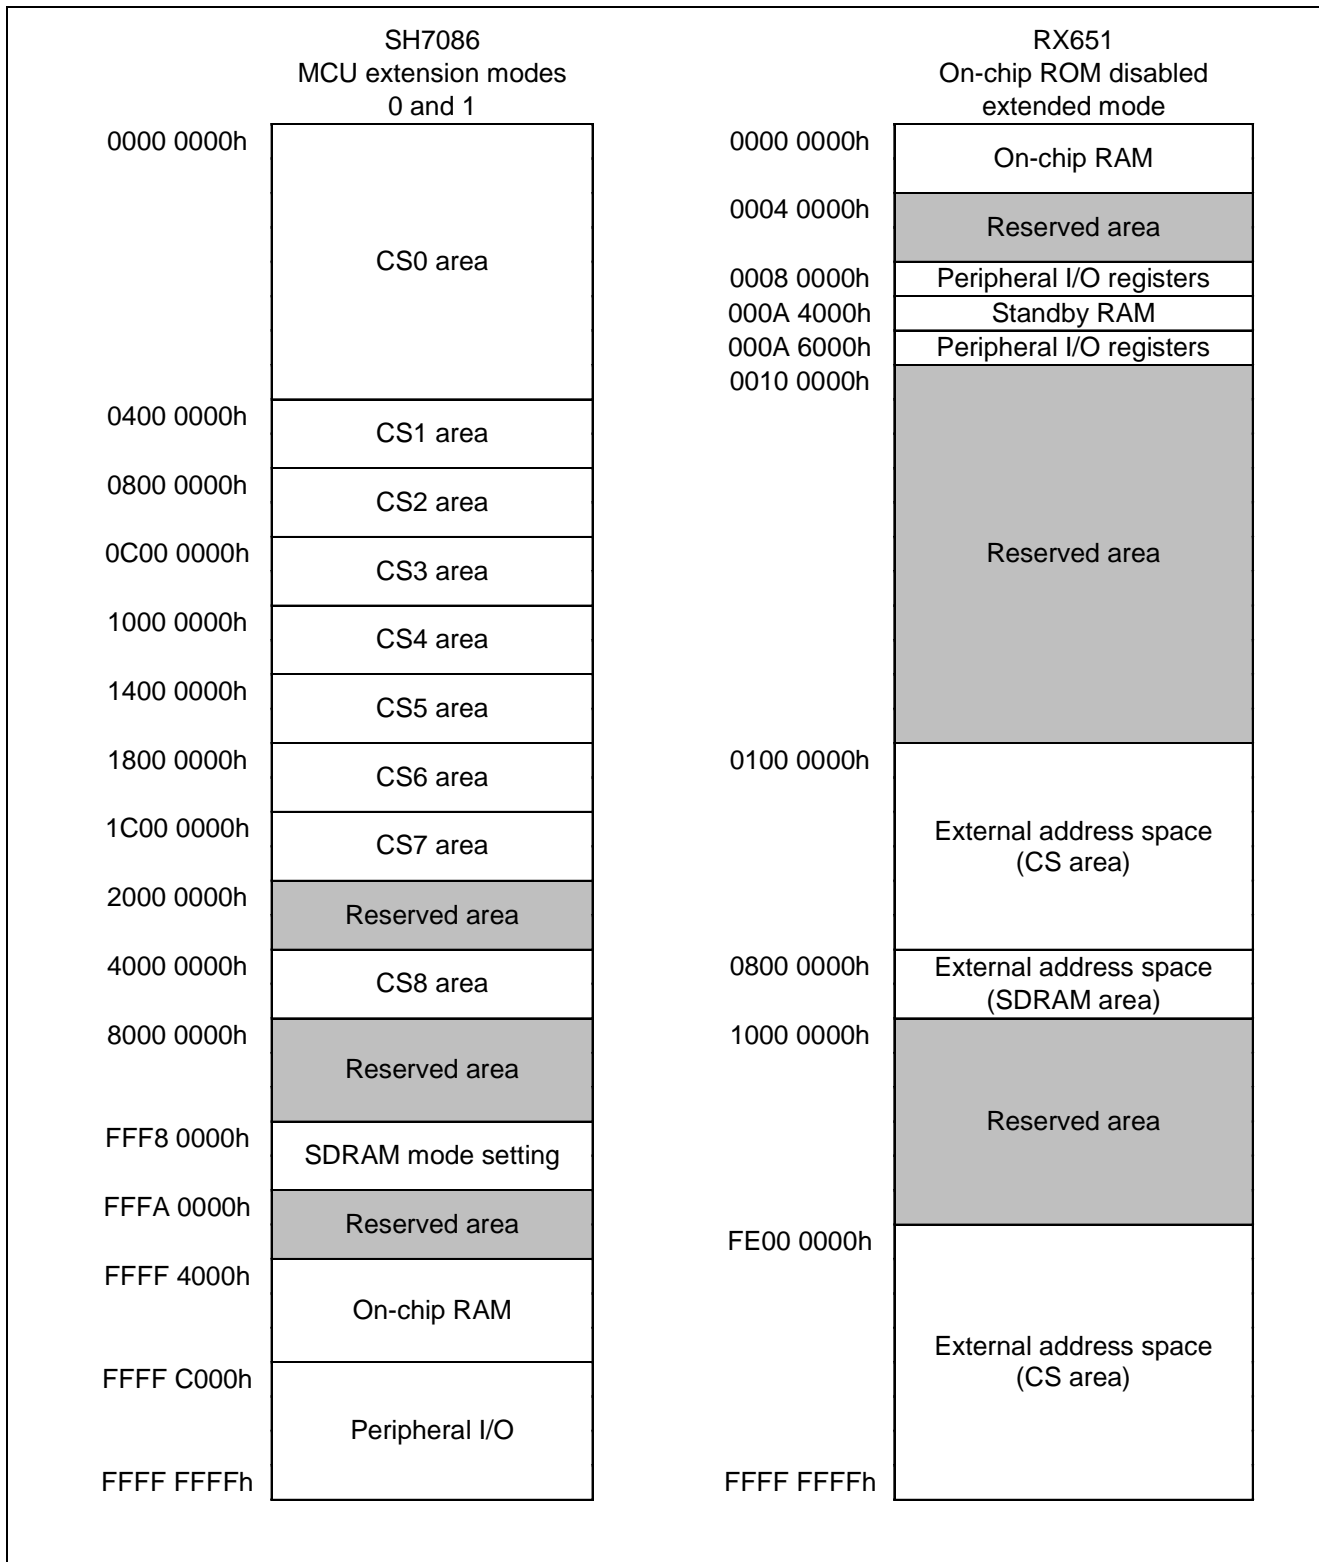 SH7086
MCU extension modes
0 and 1
0000 0000h
CS0 area
0400 0000h
CS1 area
0800 0000h
CS2 area
0C00 0000h
CS3 area
1000 0000h
CS4 area
1400 0000h
CS5 area
1800 0000h
CS6 area
1C00 0000h
CS7 area
2000 0000h
Reserved area
4000 0000h
CS8 area
8000 0000h
Reserved area
FFF8 0000h
SDRAM mode setting
FFFA 0000h
Reserved area
FFFF 4000h
On-chip RAM
FFFF C000h
Peripheral I/O
FFFF FFFFh
RX651
On-chip ROM disabled
extended mode
0000 0000h
On-chip RAM
0004 0000h
Reserved area
0008 0000h
Peripheral I/O registers
000A 4000h
Standby RAM
000A 6000h
Peripheral I/O registers
0010 0000h
Reserved area
0100 0000h
External address space
(CS area)
0800 0000h
External address space
(SDRAM area)
1000 0000h
Reserved area
FE00 0000h
External address space
(CS area)
FFFF FFFFh